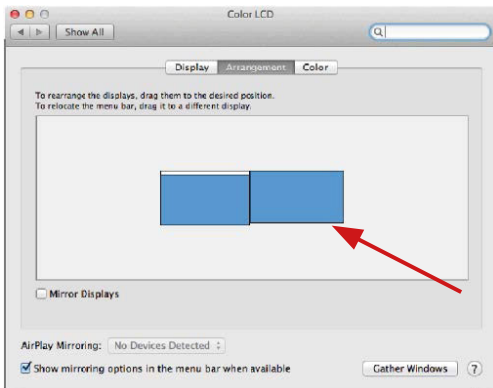 Color LCD
Show All
Display Arrangement Color
To rearrange the displays, drag them to the desired position.
To relocate the menu bar, drag it to a different display.
Mirror Displays
AirPlay Mirroring: No Devices Detected
Show mirroring options in the menu bar when available
Gather Windows ?